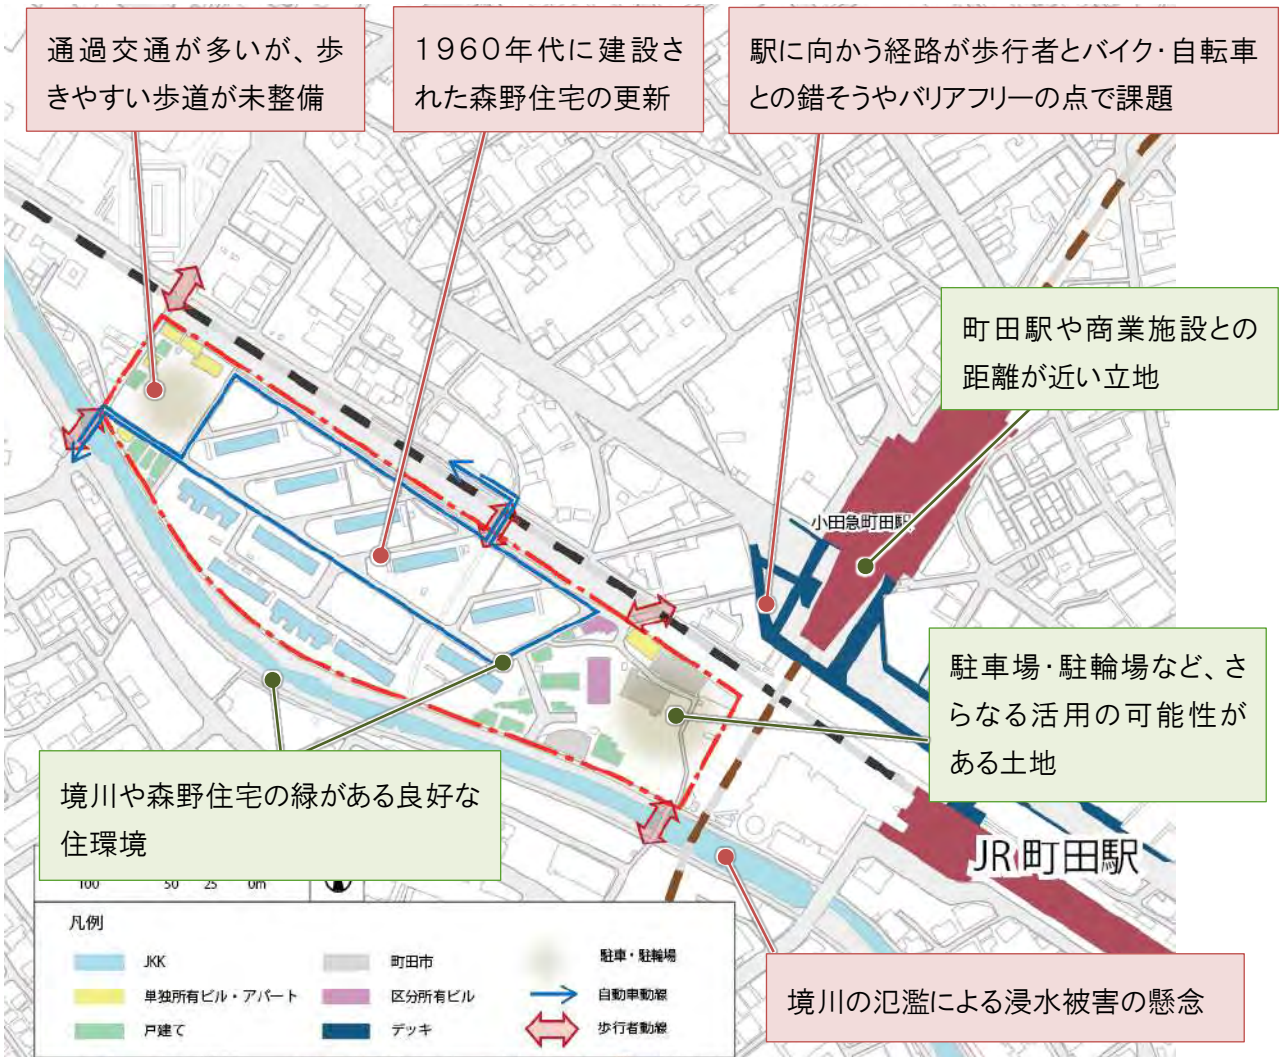 通過交通が多いが、歩
きやすい歩道が未整備
1960年代に建設さ
れた森野住宅の更新
駅に向かう経路が歩行者とバイク・自転車
との錯そうやバリアフリーの点で課題
町田駅や商業施設との
距離が近い立地
小田急町田駅
駐車場・駐輪場など、さ
らなる活用の可能性が
ある土地
境川や森野住宅の緑がある良好な
住環境
JR町田駅
100 50 25 0m
境川の氾濫による浸水被害の懸念
凡例
JKK
単独所有ビル・アパート
戸建て
町田市
区分所有ビル
デッキ
駐車・駐輪場
自動車動線
歩行者動線